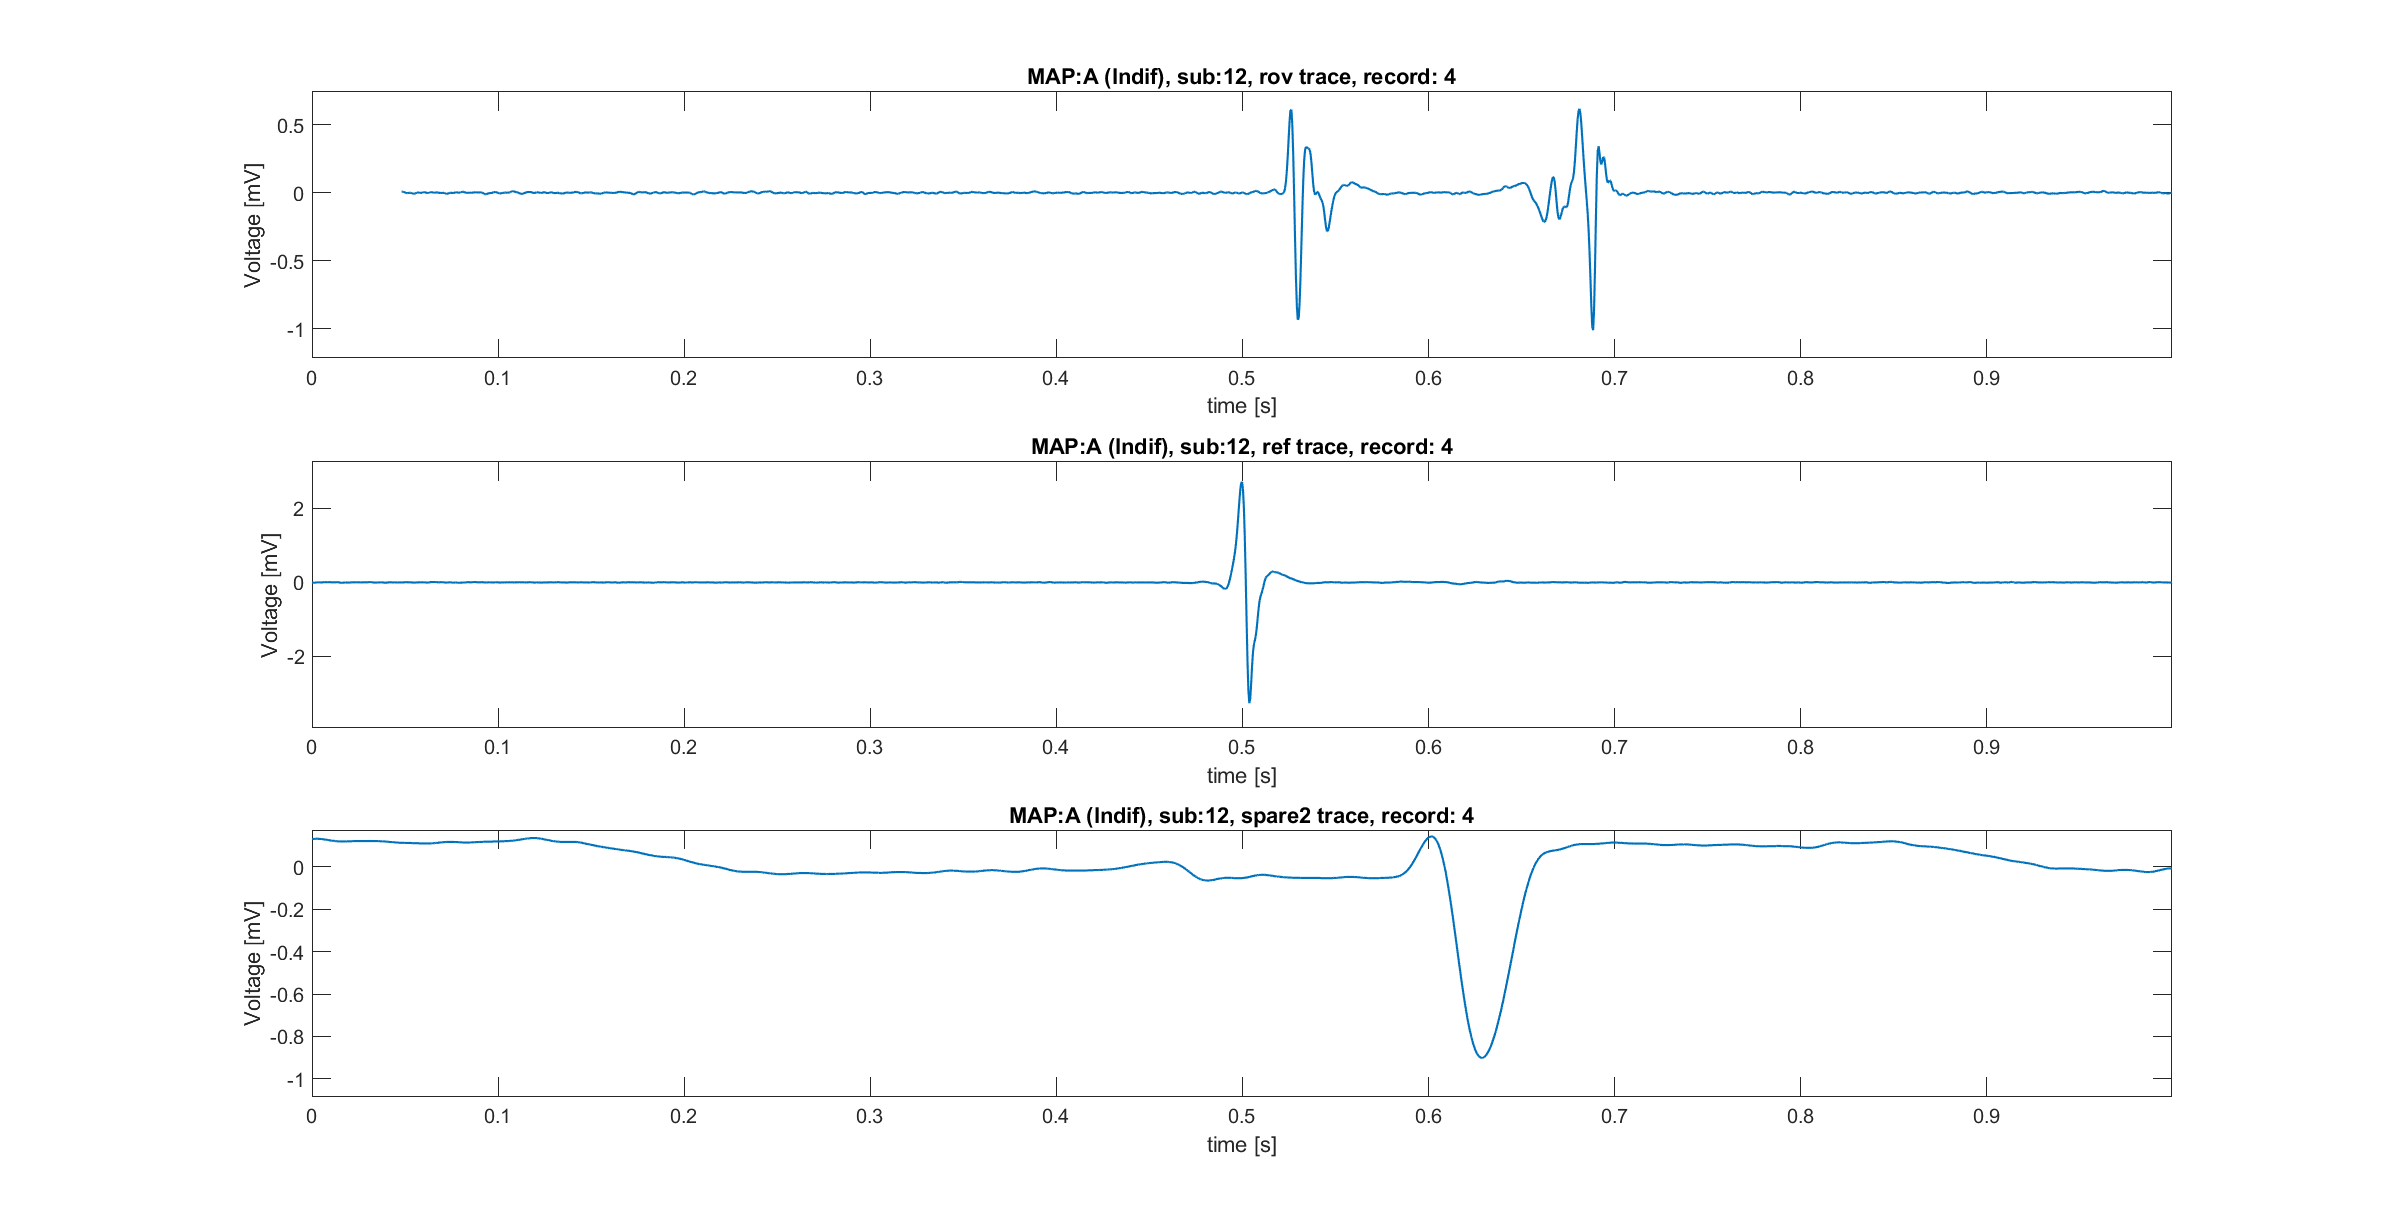 MAP:A (Indif), sub:12, rov trace, record: 4
Voltage [mV]
0.5
0
-0.5
-1
0 0.1 0.2 0.3 0.4 0.5 0.6 0.7 0.8 0.9
time [s]
MAP:A (Indif), sub:12, ref trace, record: 4
Voltage [mV]
2
0
-2
0 0.1 0.2 0.3 0.4 0.5 0.6 0.7 0.8 0.9
time [s]
MAP:A (Indif), sub:12, spare2 trace, record: 4
Voltage [mV]
0
-0.2
-0.4
-0.6
-0.8
-1
0 0.1 0.2 0.3 0.4 0.5 0.6 0.7 0.8 0.9
time [s]